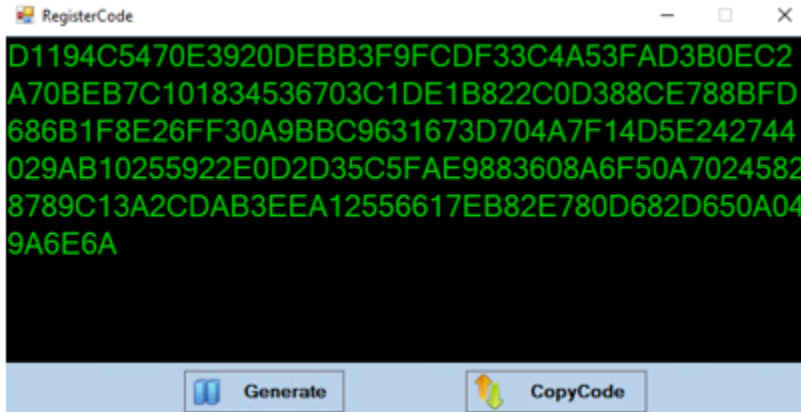 RegisterCode
D1194C5470E3920DEBB3F9FCDF33C4A53FAD3B0EC2
A70BEB7C101834536703C1DE1B822C0D388CE788BFD
686B1F8E26FF30A9BBC9631673D704A7F14D5E242744
029AB10255922E0D2D35C5FAE9883608A6F50A7024582
8789C13A2CDAB3EEA12556617EB82E780D682D650A04
9A6E6A
Generate
CopyCode